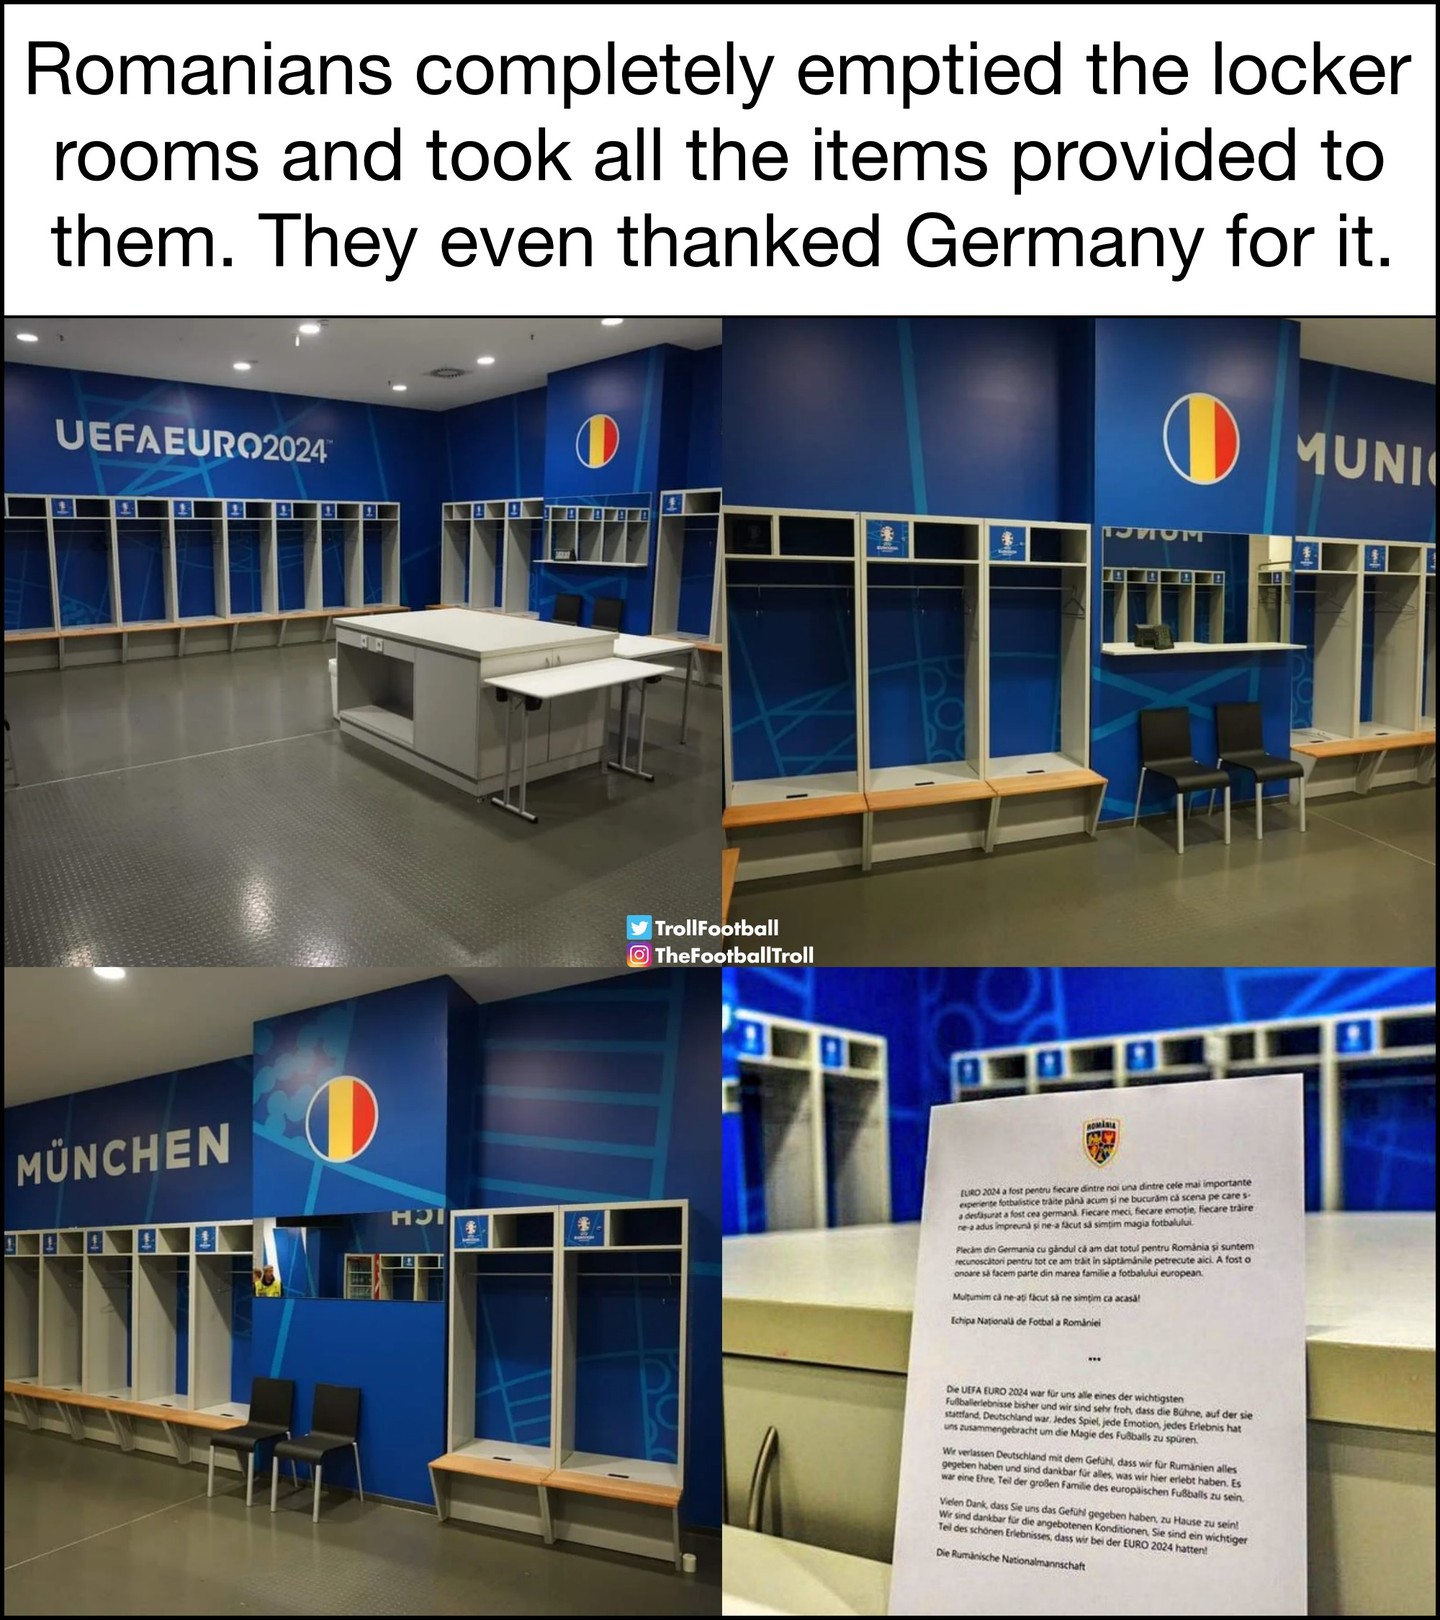 Romanians completely emptied the locker
rooms and took all the items provided to
them. They even thanked Germany for it.
UEFAEURO2024™
MUNI
MUNCH
TrollFootball
TheFootballTroll
MÜNCHEN
ROMÂNIA
EURO 2024 a fost pentru fiecare dintre noi una dintre cele mai importante
experiențe fotbalistice trăite până acum și ne bucurăm că scena pe care s-
a desfășurat a fost cea germană. Fiecare meci, fiecare emoție, fiecare trăire
ne-a adus împreună și ne-a făcut să simțim magia fotbalului.
Plecăm din Germania cu gândul că am dat totul pentru România și suntem
recunoscători pentru tot ce am trăit în săptămânile petrecute aici. A fost o
onoare să facem parte din marea familie a fotbalului european.
Mulțumim că ne-ați făcut să ne simțim ca acasă!
Echipa Națională de Fotbal a României
***
Die UEFA EURO 2024 war für uns alle eines der wichtigsten
Fußballerlebnisse bisher und wir sind sehr froh, dass die Bühne, auf der sie
stattfand, Deutschland war. Jedes Spiel, jede Emotion, jedes Erlebnis hat
uns zusammengebracht um die Magie des Fußballs zu spüren.
Wir verlassen Deutschland mit dem Gefühl, dass wir für Rumänien alles
gegeben haben und sind dankbar für alles, was wir hier erlebt haben. Es
war eine Ehre, Teil der großen Familie des europäischen Fußballs zu sein.
Vielen Dank, dass Sie uns das Gefühl gegeben haben, zu Hause zu sein!
Wir sind dankbar für die angebotenen Konditionen, Sie sind ein wichtiger
Teil des schönen Erlebnisses, dass wir bei der EURO 2024 hatten!
Die Rumänische Nationalmannschaft